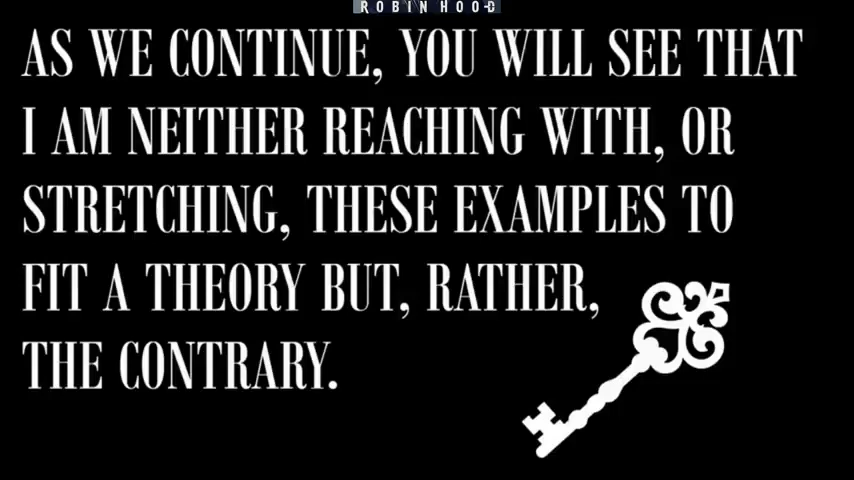 ROBIN HOOD
AS WE CONTINUE, YOU WILL SEE THAT
I AM NEITHER REACHING WITH, OR
STRETCHING, THESE EXAMPLES TO
FIT A THEORY BUT, RATHER,
THE CONTRARY.